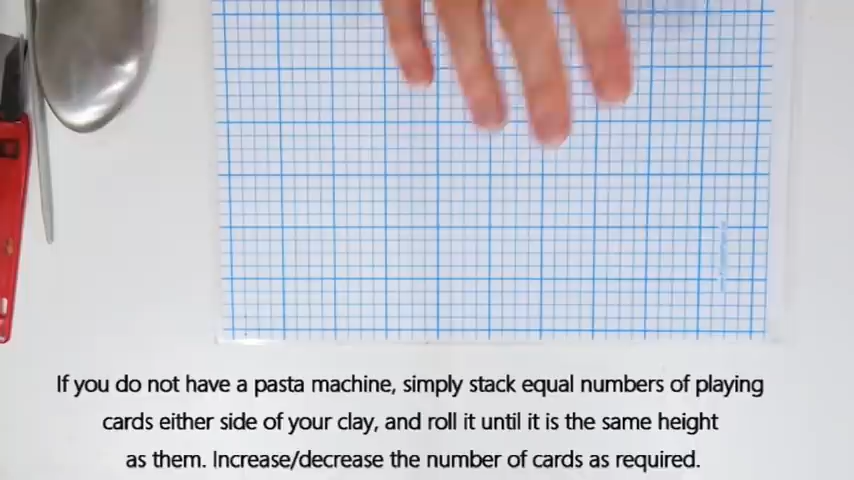 If you do not have a pasta machine, simply stack equal numbers of playing
cards either side of your clay, and roll it until it is the same height
as them. Increase/decrease the number of cards as required.